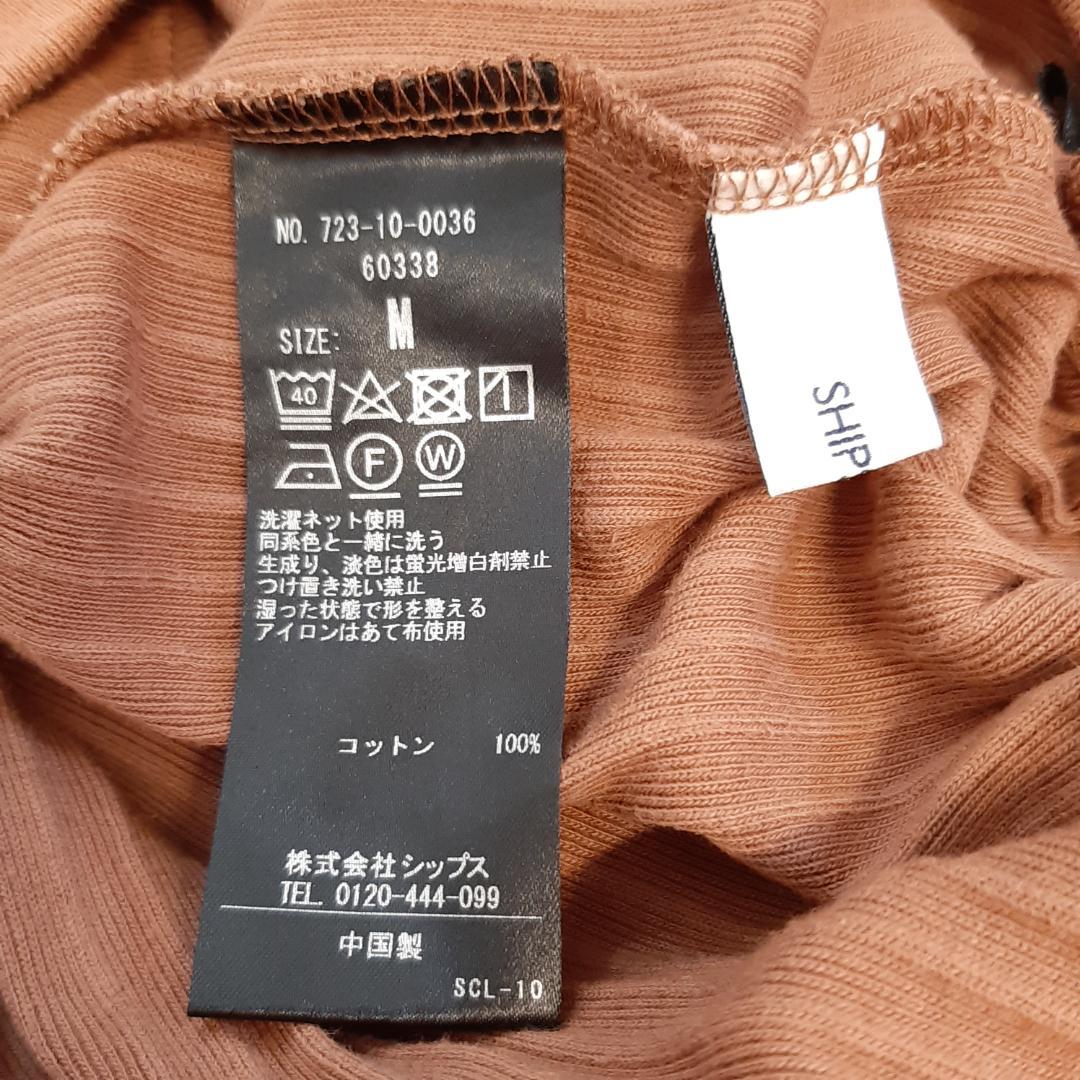 NO. 723-10-0036
60338
SIZE: M
40
F
W
洗濯ネット使用
同系色と一緒に洗う
生成り、淡色は蛍光増白剤禁止
つけ置き洗い禁止
湿った状態で形を整える
アイロンはあて布使用
コットン 100%
株式会社シップス
TEL. 0120-444-099
中国製
SCL-10
SHIP